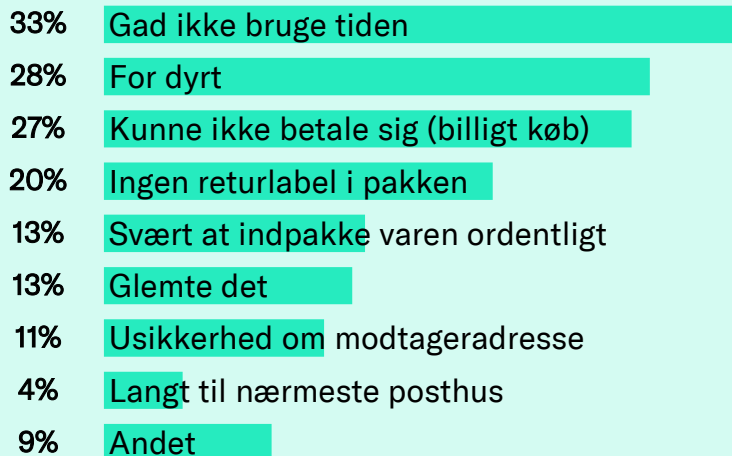 33% Gad ikke bruge tiden
28% For dyrt
27% Kunne ikke betale sig (billigt køb)
20% Ingen returlabel i pakken
13% Svært at indpakke varen ordentligt
13% Glemte det
11% Usikkerhed om modtageradresse
4% Langt til nærmeste posthus
9% Andet